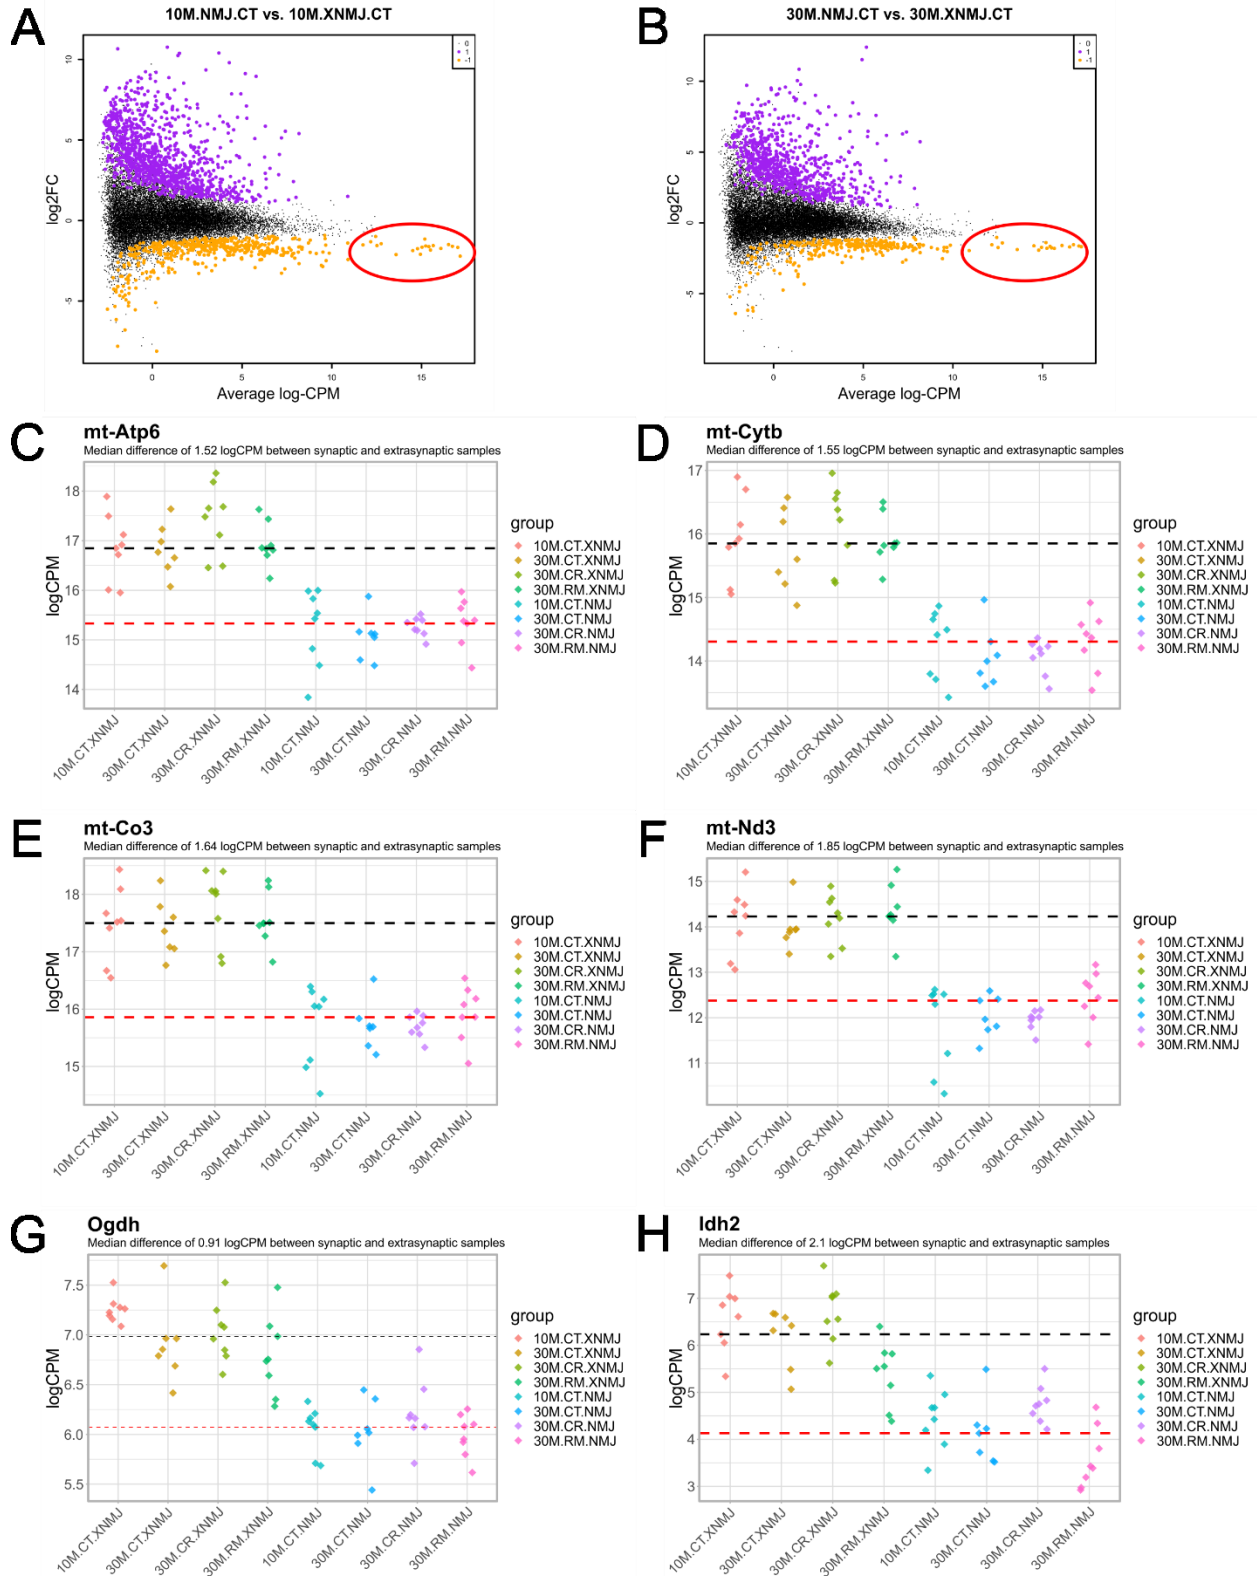 A
10M.NMJ.CT vs. 10M.XNMJ.CT
0
1
-1
10
5
0
-5
log2FC
0
5
10
15
Average log-CPM
B
30M.NMJ.CT vs. 30M.XNMJ.CT
0
1
-1
10
5
0
-5
log2FC
0
5
10
15
Average log-CPM
C
mt-Atp6
Median difference of 1.52 logCPM between synaptic and extrasynaptic samples
18
17
16
15
14
logCPM
10M.CT.XNMJ
30M.CT.XNMJ
30M.CR.XNMJ
30M.RM.XNMJ
10M.CT.NMJ
30M.CT.NMJ
30M.CR.NMJ
30M.RM.NMJ
group
10M.CT.XNMJ
30M.CT.XNMJ
30M.CR.XNMJ
30M.RM.XNMJ
10M.CT.NMJ
30M.CT.NMJ
30M.CR.NMJ
30M.RM.NMJ
D
mt-Cytb
Median difference of 1.55 logCPM between synaptic and extrasynaptic samples
17
16
15
14
logCPM
10M.CT.XNMJ
30M.CT.XNMJ
30M.CR.XNMJ
30M.RM.XNMJ
10M.CT.NMJ
30M.CT.NMJ
30M.CR.NMJ
30M.RM.NMJ
group
10M.CT.XNMJ
30M.CT.XNMJ
30M.CR.XNMJ
30M.RM.XNMJ
10M.CT.NMJ
30M.CT.NMJ
30M.CR.NMJ
30M.RM.NMJ
E
mt-Co3
Median difference of 1.64 logCPM between synaptic and extrasynaptic samples
18
17
16
15
logCPM
10M.CT.XNMJ
30M.CT.XNMJ
30M.CR.XNMJ
30M.RM.XNMJ
10M.CT.NMJ
30M.CT.NMJ
30M.CR.NMJ
30M.RM.NMJ
group
10M.CT.XNMJ
30M.CT.XNMJ
30M.CR.XNMJ
30M.RM.XNMJ
10M.CT.NMJ
30M.CT.NMJ
30M.CR.NMJ
30M.RM.NMJ
F
mt-Nd3
Median difference of 1.85 logCPM between synaptic and extrasynaptic samples
15
14
13
12
11
logCPM
10M.CT.XNMJ
30M.CT.XNMJ
30M.CR.XNMJ
30M.RM.XNMJ
10M.CT.NMJ
30M.CT.NMJ
30M.CR.NMJ
30M.RM.NMJ
group
10M.CT.XNMJ
30M.CT.XNMJ
30M.CR.XNMJ
30M.RM.XNMJ
10M.CT.NMJ
30M.CT.NMJ
30M.CR.NMJ
30M.RM.NMJ
G
Ogdh
Median difference of 0.91 logCPM between synaptic and extrasynaptic samples
7.5
7.0
6.5
6.0
5.5
logCPM
10M.CT.XNMJ
30M.CT.XNMJ
30M.CR.XNMJ
30M.RM.XNMJ
10M.CT.NMJ
30M.CT.NMJ
30M.CR.NMJ
30M.RM.NMJ
group
10M.CT.XNMJ
30M.CT.XNMJ
30M.CR.XNMJ
30M.RM.XNMJ
10M.CT.NMJ
30M.CT.NMJ
30M.CR.NMJ
30M.RM.NMJ
H
Idh2
Median difference of 2.1 logCPM between synaptic and extrasynaptic samples
7
6
5
4
3
logCPM
10M.CT.XNMJ
30M.CT.XNMJ
30M.CR.XNMJ
30M.RM.XNMJ
10M.CT.NMJ
30M.CT.NMJ
30M.CR.NMJ
30M.RM.NMJ
group
10M.CT.XNMJ
30M.CT.XNMJ
30M.CR.XNMJ
30M.RM.XNMJ
10M.CT.NMJ
30M.CT.NMJ
30M.CR.NMJ
30M.RM.NMJ